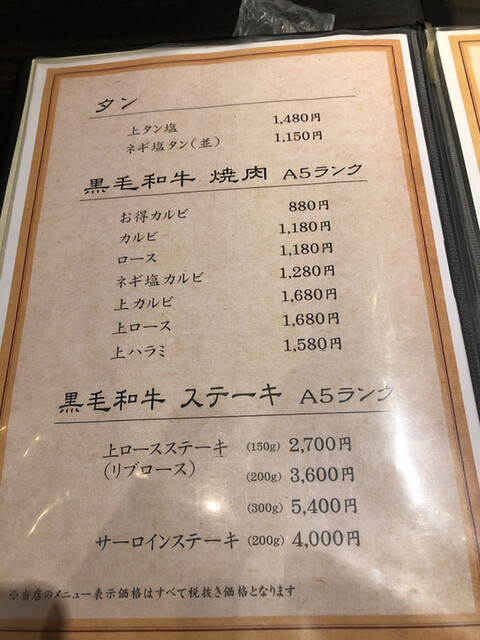 タン
上タン塩 1,480円
ネギ塩タン(並) 1,150円
黒毛和牛 焼肉 A5ランク
お得カルビ 880円
カルビ 1,180円
ロース 1,180円
ネギ塩カルビ 1,280円
上カルビ 1,680円
上ロース 1,680円
上ハラミ 1,580円
黒毛和牛 ステーキ A5ランク
上ロースステーキ (150g) 2,700円
(リブロース) (200g) 3,600円
(300g) 5,400円
サーロインステーキ (200g) 4,000円
※当店のメニュー表示価格はすべて税抜き価格となります